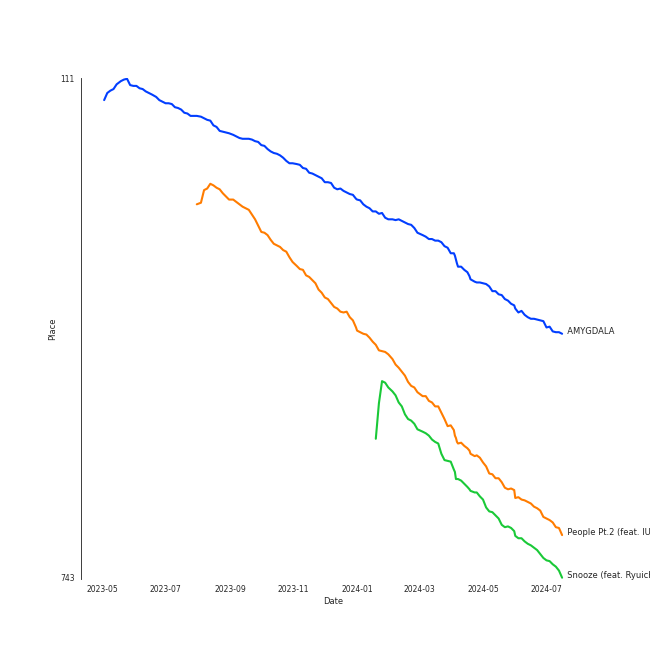 111
Place
AMYGDALA
People Pt.2 (feat. IU
Snooze (feat. Ryuic
743
2023-05 2023-07 2023-09 2023-11 2024-01 2024-03 2024-05 2024-07
Date